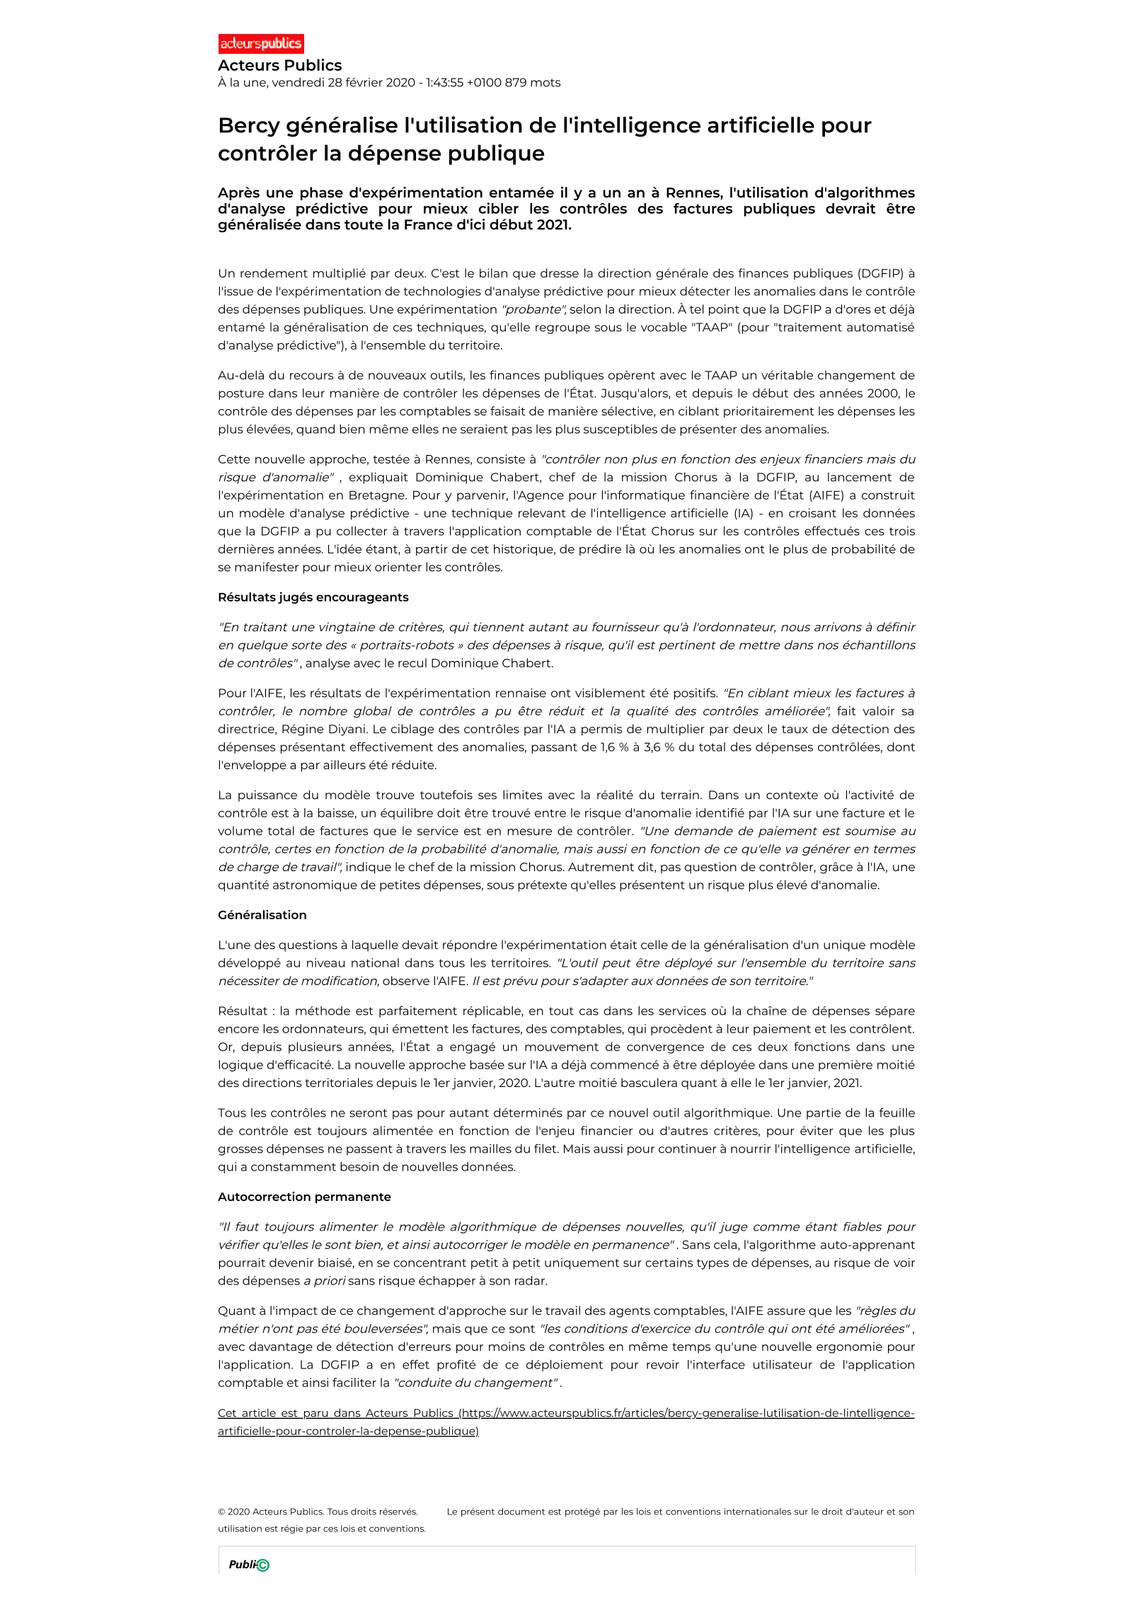 acteurspublics
Acteurs Publics
À la une, vendredi 28 février 2020 - 1:43:55 +0100 879 mots
Bercy généralise l'utilisation de l'intelligence artificielle pour
contrôler la dépense publique
Après une phase d'expérimentation entamée il y a un an à Rennes, l'utilisation d'algorithmes
d'analyse prédictive pour mieux cibler les contrôles des factures publiques devrait être
généralisée dans toute la France d'ici début 2021.
Un rendement multiplié par deux. C'est le bilan que dresse la direction générale des finances publiques (DGFIP) à
l'issue de l'expérimentation de technologies d'analyse prédictive pour mieux détecter les anomalies dans le contrôle
des dépenses publiques. Une expérimentation "probante", selon la direction. À tel point que la DGFIP a d'ores et déjà
entamé la généralisation de ces techniques, qu'elle regroupe sous le vocable "TAAP" (pour "traitement automatisé
d'analyse prédictive"), à l'ensemble du territoire.
Au-delà du recours à de nouveaux outils, les finances publiques opèrent avec le TAAP un véritable changement de
posture dans leur manière de contrôler les dépenses de l'État. Jusqu'alors, et depuis le début des années 2000, le
contrôle des dépenses par les comptables se faisait de manière sélective, en ciblant prioritairement les dépenses les
plus élevées, quand bien même elles ne seraient pas les plus susceptibles de présenter des anomalies.
Cette nouvelle approche, testée à Rennes, consiste à "contrôler non plus en fonction des enjeux financiers mais du
risque d'anomalie" , expliquait Dominique Chabert, chef de la mission Chorus à la DGFIP, au lancement de
l'expérimentation en Bretagne. Pour y parvenir, l'Agence pour l'informatique financière de l'État (AIFE) a construit
un modèle d'analyse prédictive - une technique relevant de l'intelligence artificielle (IA) - en croisant les données
que la DGFIP a pu collecter à travers l'application comptable de l'État Chorus sur les contrôles effectués ces trois
dernières années. L'idée étant, à partir de cet historique, de prédire là où les anomalies ont le plus de probabilité de
se manifester pour mieux orienter les contrôles.
Résultats jugés encourageants
"En traitant une vingtaine de critères, qui tiennent autant au fournisseur qu'à l'ordonnateur, nous arrivons à définir
en quelque sorte des « portraits-robots » des dépenses à risque, qu'il est pertinent de mettre dans nos échantillons
de contrôles" , analyse avec le recul Dominique Chabert.
Pour l'AIFE, les résultats de l'expérimentation rennaise ont visiblement été positifs. "En ciblant mieux les factures à
contrôler, le nombre global de contrôles a pu être réduit et la qualité des contrôles améliorée", fait valoir sa
directrice, Régine Diyani. Le ciblage des contrôles par l'IA a permis de multiplier par deux le taux de détection des
dépenses présentant effectivement des anomalies, passant de 1,6 % à 3,6 % du total des dépenses contrôlées, dont
l'enveloppe a par ailleurs été réduite.
La puissance du modèle trouve toutefois ses limites avec la réalité du terrain. Dans un contexte où l'activité de
contrôle est à la baisse, un équilibre doit être trouvé entre le risque d'anomalie identifié par l'IA sur une facture et le
volume total de factures que le service est en mesure de contrôler. "Une demande de paiement est soumise au
contrôle, certes en fonction de la probabilité d'anomalie, mais aussi en fonction de ce qu'elle va générer en termes
de charge de travail", indique le chef de la mission Chorus. Autrement dit, pas question de contrôler, grâce à l'IA, une
quantité astronomique de petites dépenses, sous prétexte qu'elles présentent un risque plus élevé d'anomalie.
Généralisation
L'une des questions à laquelle devait répondre l'expérimentation était celle de la généralisation d'un unique modèle
développé au niveau national dans tous les territoires. "L'outil peut être déployé sur l'ensemble du territoire sans
nécessiter de modification, observe l'AIFE. Il est prévu pour s'adapter aux données de son territoire."
Résultat : la méthode est parfaitement réplicable, en tout cas dans les services où la chaîne de dépenses sépare
encore les ordonnateurs, qui émettent les factures, des comptables, qui procèdent à leur paiement et les contrôlent.
Or, depuis plusieurs années, l'État a engagé un mouvement de convergence de ces deux fonctions dans une
logique d'efficacité. La nouvelle approche basée sur l'IA a déjà commencé à être déployée dans une première moitié
des directions territoriales depuis le 1er janvier, 2020. L'autre moitié basculera quant à elle le 1er janvier, 2021.
Tous les contrôles ne seront pas pour autant déterminés par ce nouvel outil algorithmique. Une partie de la feuille
de contrôle est toujours alimentée en fonction de l'enjeu financier ou d'autres critères, pour éviter que les plus
grosses dépenses ne passent à travers les mailles du filet. Mais aussi pour continuer à nourrir l'intelligence artificielle,
qui a constamment besoin de nouvelles données.
Autocorrection permanente
"Il faut toujours alimenter le modèle algorithmique de dépenses nouvelles, qu'il juge comme étant fiables pour
vérifier qu'elles le sont bien, et ainsi autocorriger le modèle en permanence" . Sans cela, l'algorithme auto-apprenant
pourrait devenir biaisé, en se concentrant petit à petit uniquement sur certains types de dépenses, au risque de voir
des dépenses a priori sans risque échapper à son radar.
Quant à l'impact de ce changement d'approche sur le travail des agents comptables, l'AIFE assure que les "règles du
métier n'ont pas été bouleversées", mais que ce sont "les conditions d'exercice du contrôle qui ont été améliorées" ,
avec davantage de détection d'erreurs pour moins de contrôles en même temps qu'une nouvelle ergonomie pour
l'application. La DGFIP a en effet profité de ce déploiement pour revoir l'interface utilisateur de l'application
comptable et ainsi faciliter la "conduite du changement" .
Cet article est paru dans Acteurs Publics (https://www.acteurspublics.fr/articles/bercy-generalise-lutilisation-de-lintelligence-
artificielle-pour-controler-la-depense-publique)
© 2020 Acteurs Publics. Tous droits réservés. Le présent document est protégé par les lois et conventions internationales sur le droit d'auteur et son
utilisation est régie par ces lois et conventions.
Publi-©